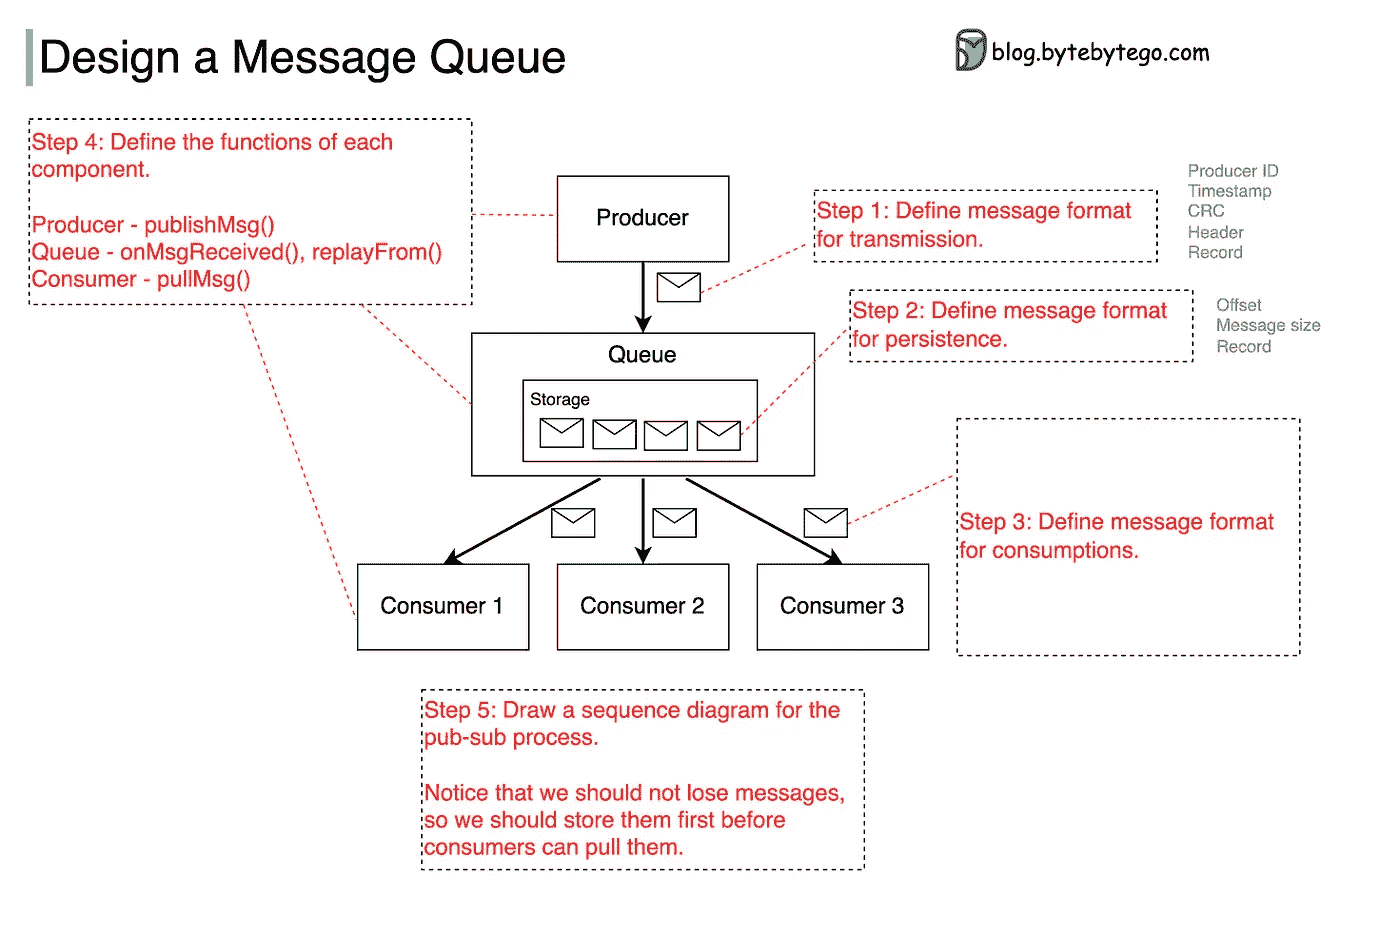 Design a Message Queue
blog.bytebytego.com
Step 4: Define the functions of each
component.
Producer - publishMsg()
Queue - onMsgReceived(), replayFrom()
Consumer - pullMsg()
Producer
Step 1: Define message format
for transmission.
Producer ID
Timestamp
CRC
Header
Record
Step 2: Define message format
for persistence.
Offset
Message size
Record
Queue
Storage
Step 3: Define message format
for consumptions.
Consumer 1
Consumer 2
Consumer 3
Step 5: Draw a sequence diagram for the
pub-sub process.
Notice that we should not lose messages,
so we should store them first before
consumers can pull them.